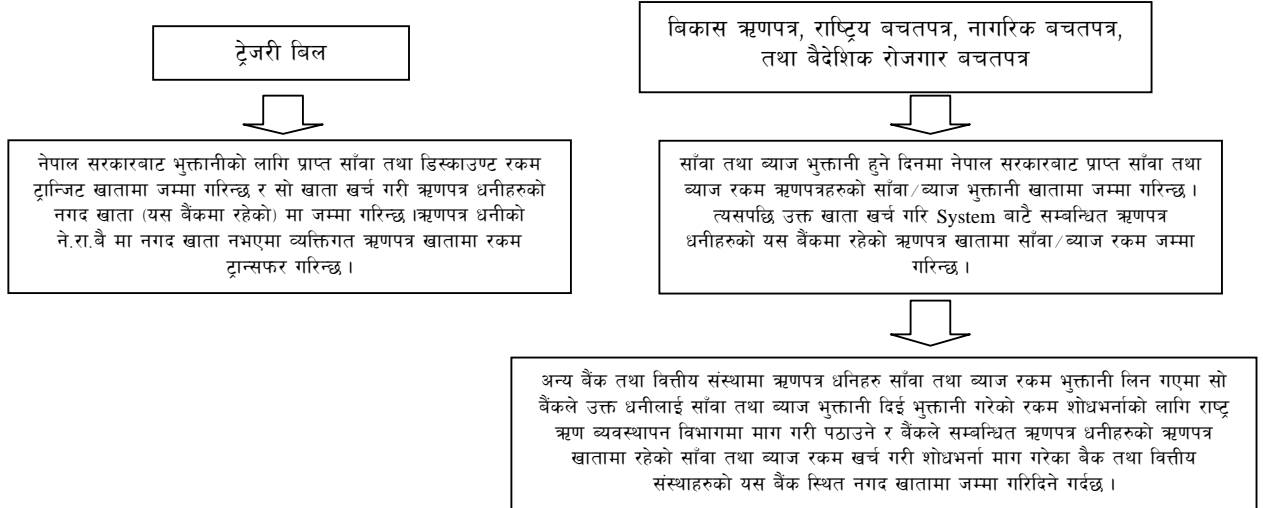 ट्रेजरी बिल
बिकास ऋणपत्र, राष्ट्रिय बचतपत्र, नागरिक बचतपत्र,
तथा बैदेशिक रोजगार बचतपत्र
नेपाल सरकारबाट भुक्तानीको लागि प्राप्त साँवा तथा डिस्काउण्ट रकम
ट्रान्जिट खातामा जम्मा गरिन्छ र सो खाता खर्च गरी ऋणपत्र धनीहरुको
नगद खाता (यस बैंकमा रहेको) मा जम्मा गरिन्छ ।ऋणपत्र धनीको
ने.रा.बै मा नगद खाता नभएमा व्यक्तिगत ऋणपत्र खातामा रकम
ट्रान्सफर गरिन्छ ।
साँवा तथा ब्याज भुक्तानी हुने दिनमा नेपाल सरकारबाट प्राप्त साँवा तथा
ब्याज रकम ऋणपत्रहरुको साँवा/ब्याज भुक्तानी खातामा जम्मा गरिन्छ ।
त्यसपछि उक्त खाता खर्च गरि System बाटै सम्बन्धित ऋणपत्र
धनीहरुको यस बैंकमा रहेको ऋणपत्र खातामा साँवा/ब्याज रकम जम्मा
गरिन्छ ।
अन्य बैंक तथा वित्तीय संस्थामा ऋणपत्र धनिहरु साँवा तथा ब्याज रकम भुक्तानी लिन गएमा सो
बैंकले उक्त धनीलाई साँवा तथा ब्याज भुक्तानी दिई भुक्तानी गरेको रकम शोधभर्नाको लागि राष्ट्र
ऋण ब्यवस्थापन विभागमा माग गरी पठाउने र बैंकले सम्बन्धित ऋणपत्र धनीहरुको ऋणपत्र
खातामा रहेको साँवा तथा ब्याज रकम खर्च गरी शोधभर्ना माग गरेका बैक तथा वित्तीय
संस्थाहरुको यस बैंक स्थित नगद खातामा जम्मा गरिदिने गर्दछ ।